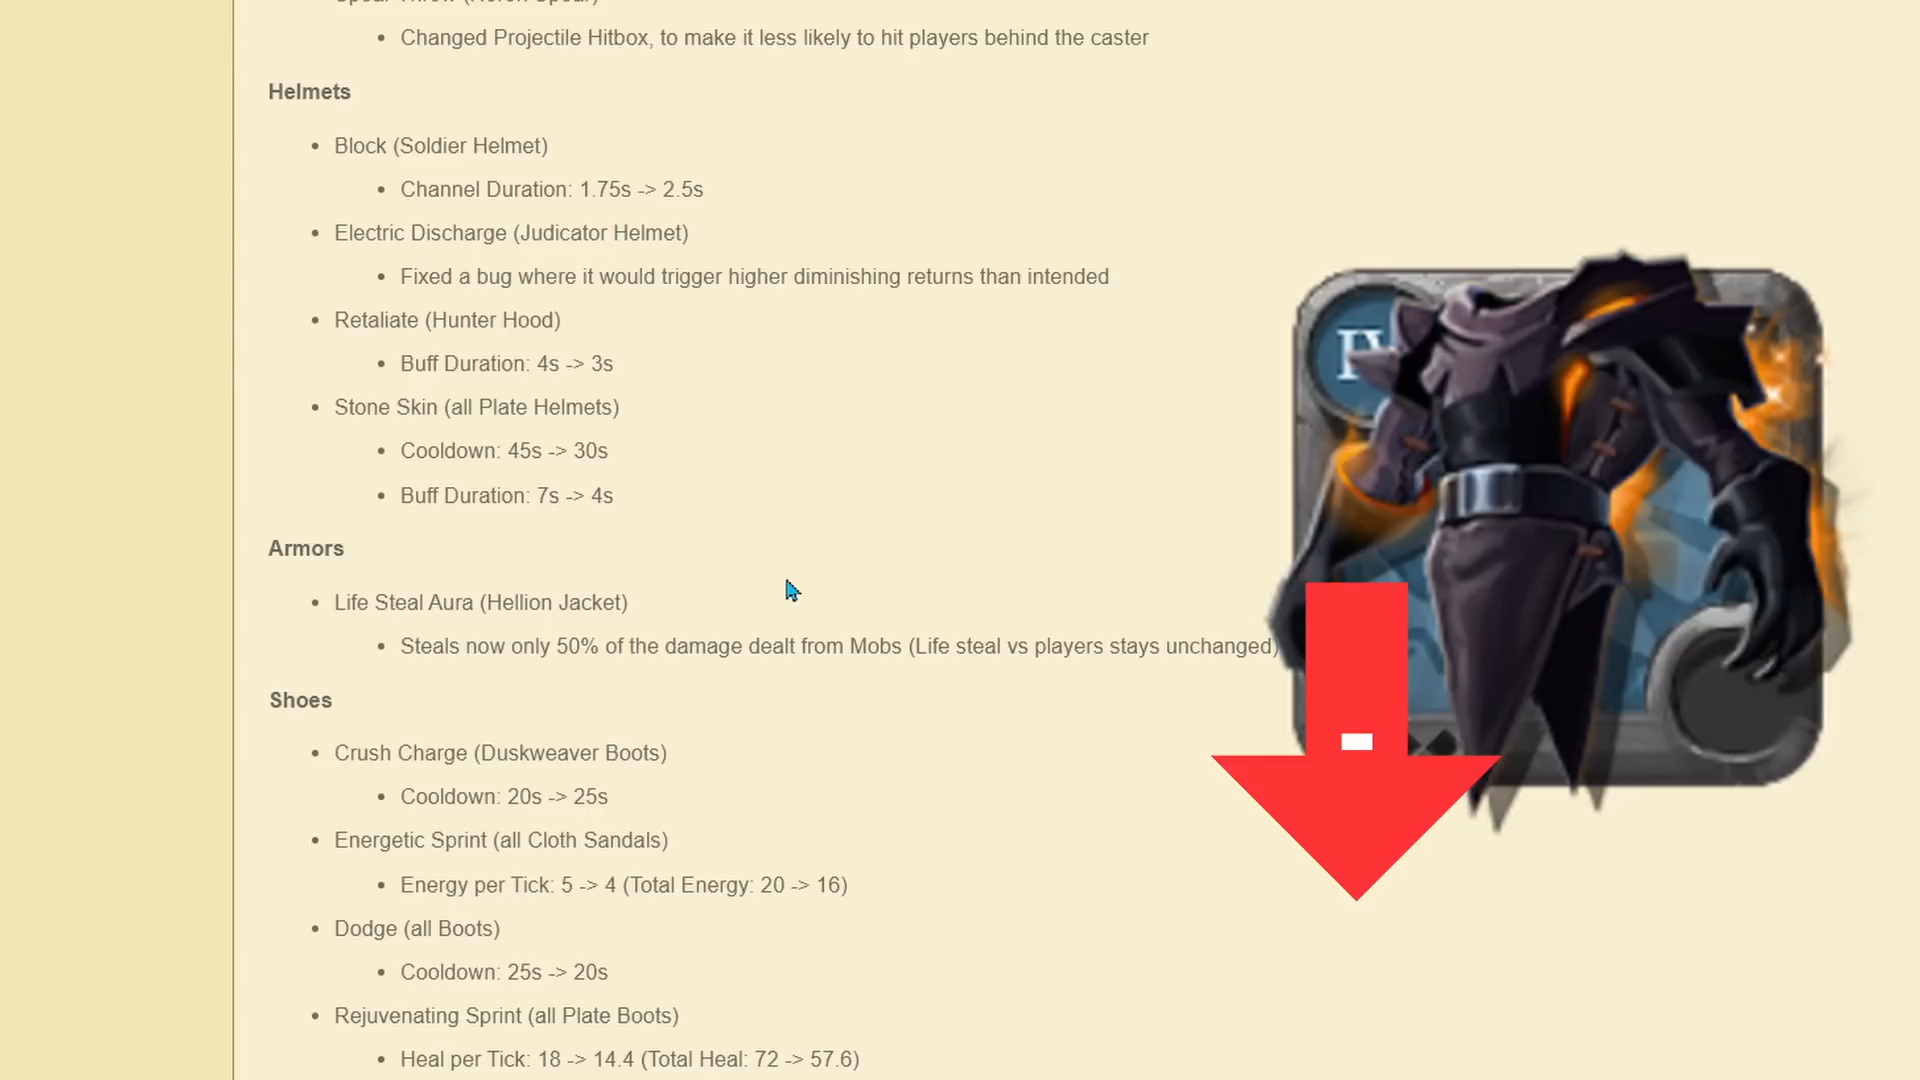 Changed Projectile Hitbox, to make it less likely to hit players behind the caster
Helmets
Block (Soldier Helmet)
Channel Duration: 1.75s -> 2.5s
Electric Discharge (Judicator Helmet)
Fixed a bug where it would trigger higher diminishing returns than intended
Retaliate (Hunter Hood)
Buff Duration: 4s -> 3s
Stone Skin (all Plate Helmets)
Cooldown: 45s -> 30s
Buff Duration: 7s -> 4s
Armors
Life Steal Aura (Hellion Jacket)
Steals now only 50% of the damage dealt from Mobs (Life steal vs players stays unchanged)
Shoes
Crush Charge (Duskweaver Boots)
Cooldown: 20s -> 25s
Energetic Sprint (all Cloth Sandals)
Energy per Tick: 5 -> 4 (Total Energy: 20 -> 16)
Dodge (all Boots)
Cooldown: 25s -> 20s
Rejuvenating Sprint (all Plate Boots)
Heal per Tick: 18 -> 14.4 (Total Heal: 72 -> 57.6)
IV